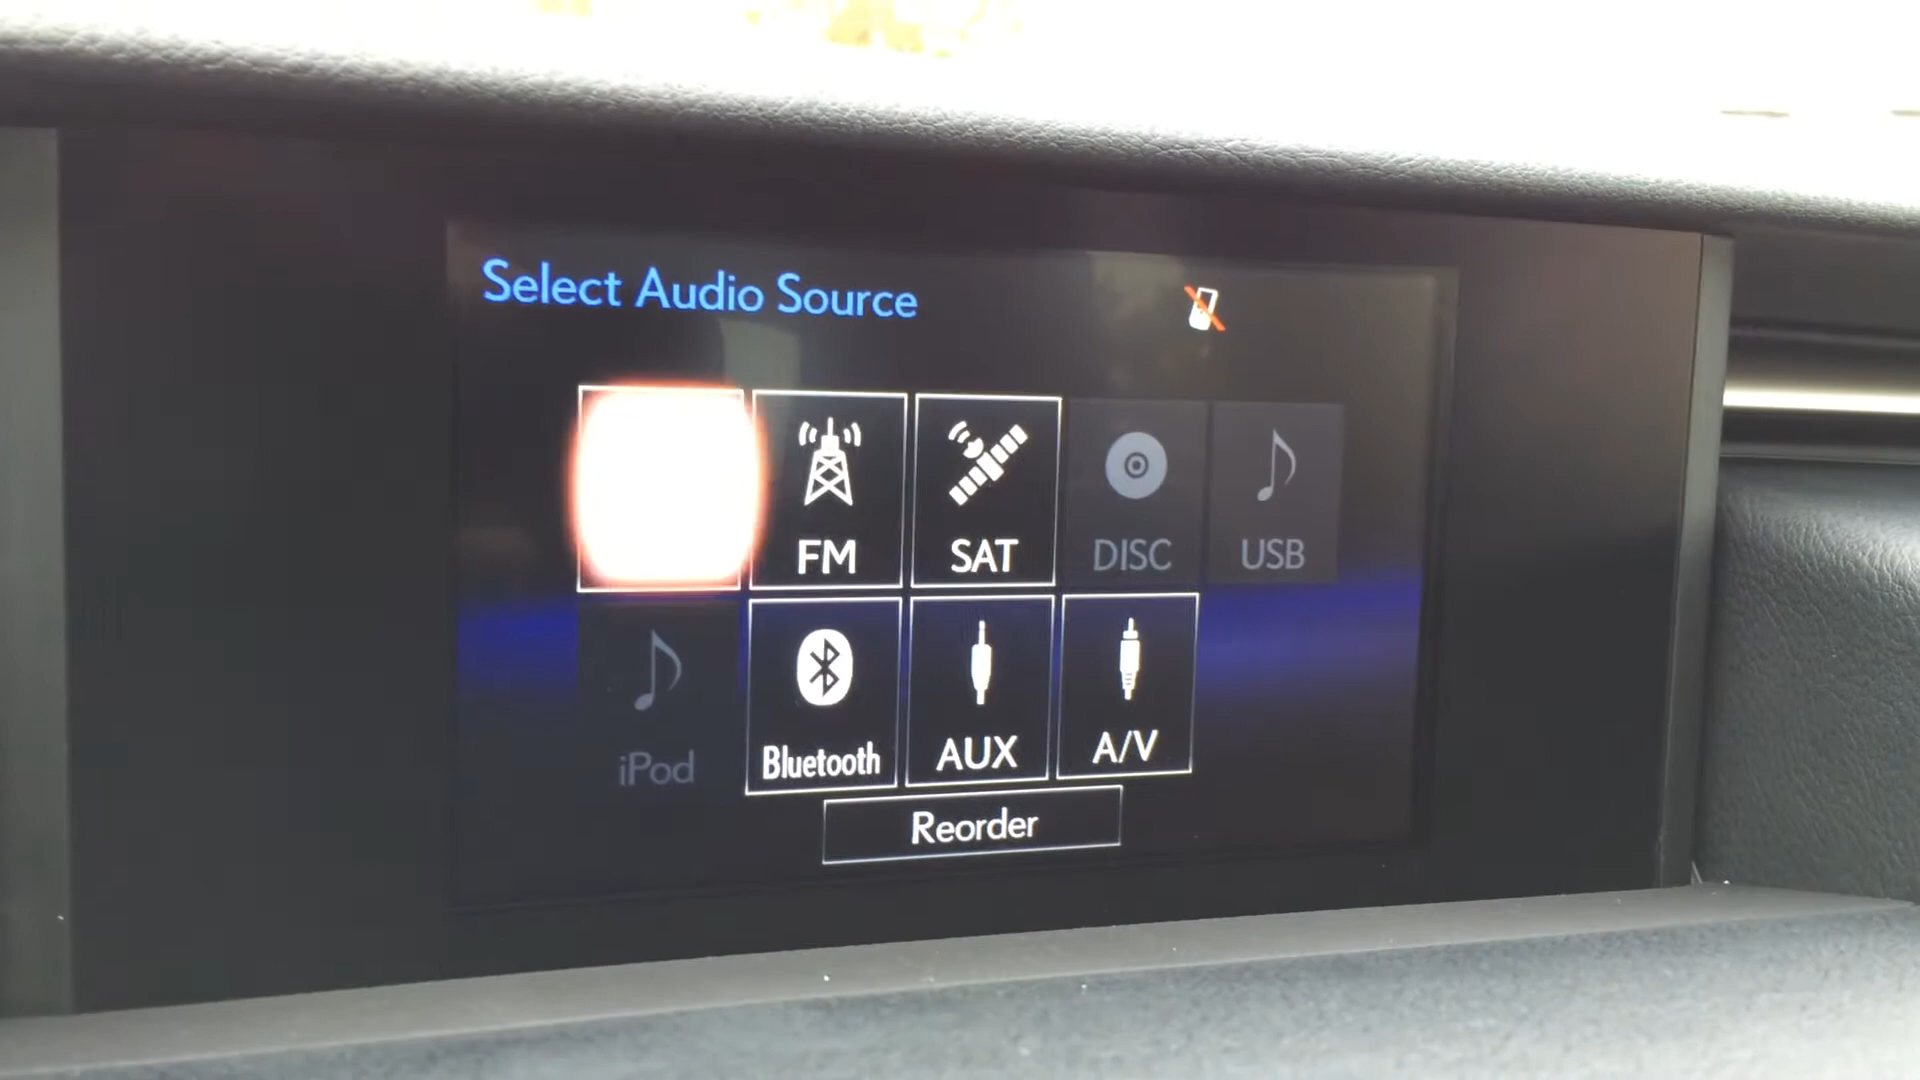 Select Audio Source
FM SAT DISC USB
iPod Bluetooth AUX A/V
Reorder